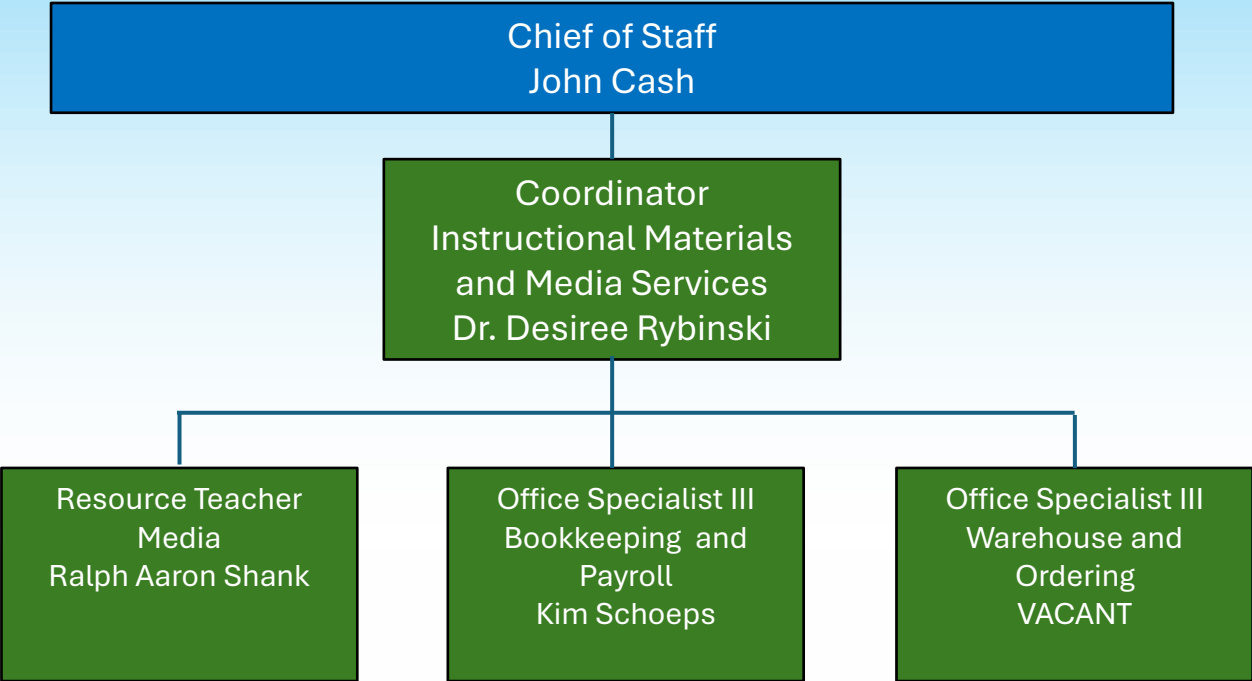 Chief of Staff
John Cash
Coordinator
Instructional Materials
and Media Services
Dr. Desiree Rybinski
Resource Teacher
Media
Ralph Aaron Shank
Office Specialist III
Bookkeeping and
Payroll
Kim Schoeps
Office Specialist III
Warehouse and
Ordering
VACANT